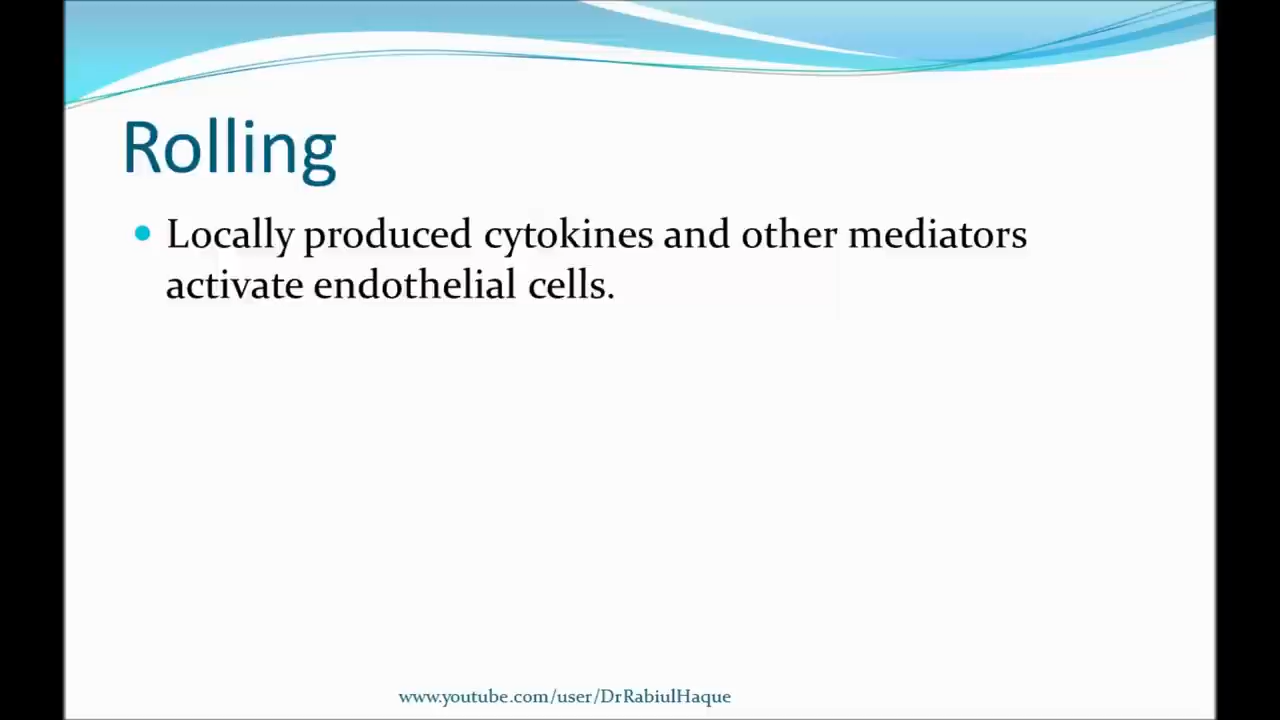 Rolling
Locally produced cytokines and other mediators
activate endothelial cells.
www.youtube.com/user/DrRabiulHaque